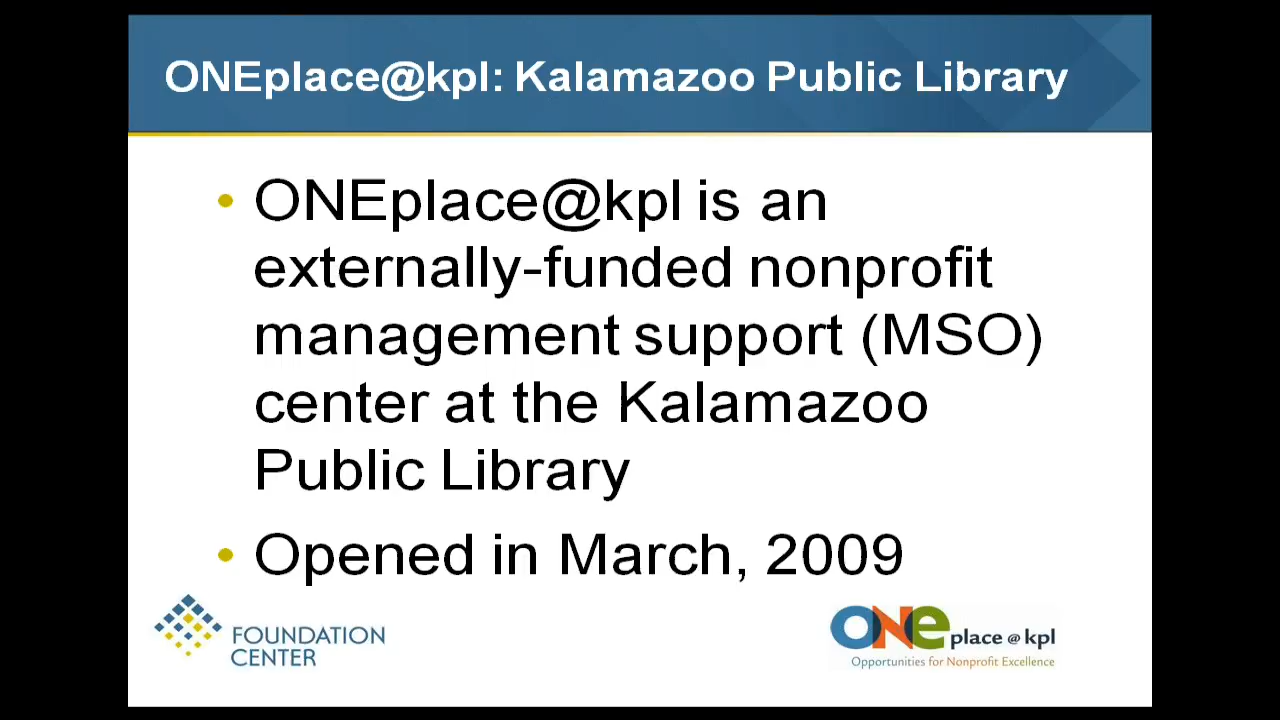 ONEplace@kpl: Kalamazoo Public Library
• ONEplace@kpl is an
externally-funded nonprofit
management support (MSO)
center at the Kalamazoo
Public Library
• Opened in March, 2009
FOUNDATION
CENTER
ONE place @ kpl
Opportunities for Nonprofit Excellence